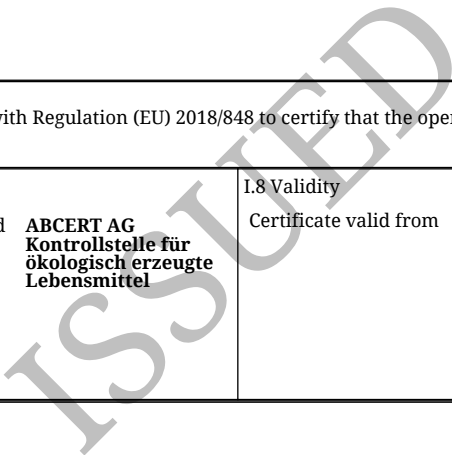 with Regulation (EU) 2018/848 to certify that the
I.8 Validity
ABCERT AG
Kontrollstelle für
ökologisch erzeugte
Lebensmittel
Certificate valid from
ISSUED